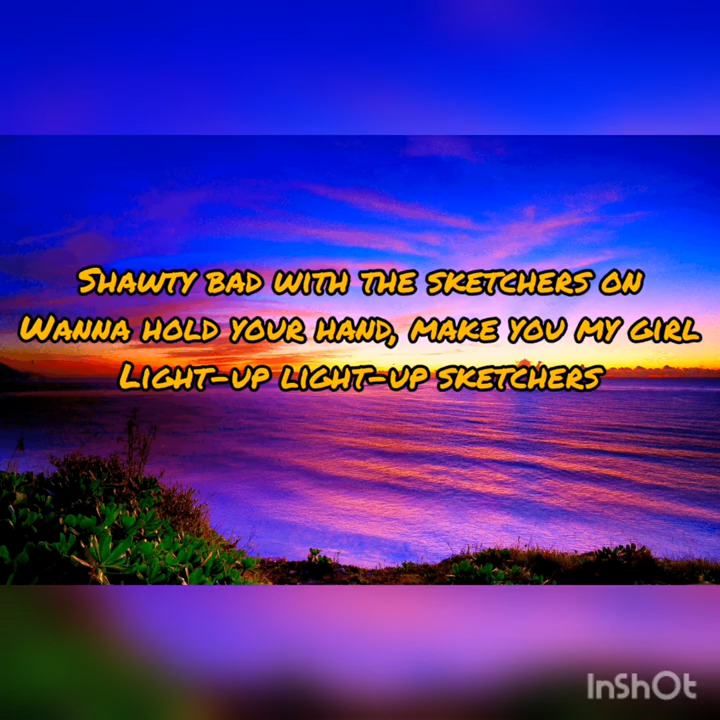 Shawty bad with the sketchers on
Wanna hold your hand, make you my girl
Light-up light-up sketchers
InShOt